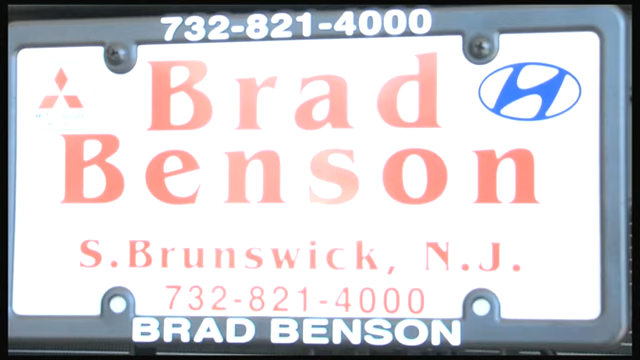 732-821-4000
Brad
Benson
S.Brunswick, N.J.
732-821-4000
BRAD BENSON